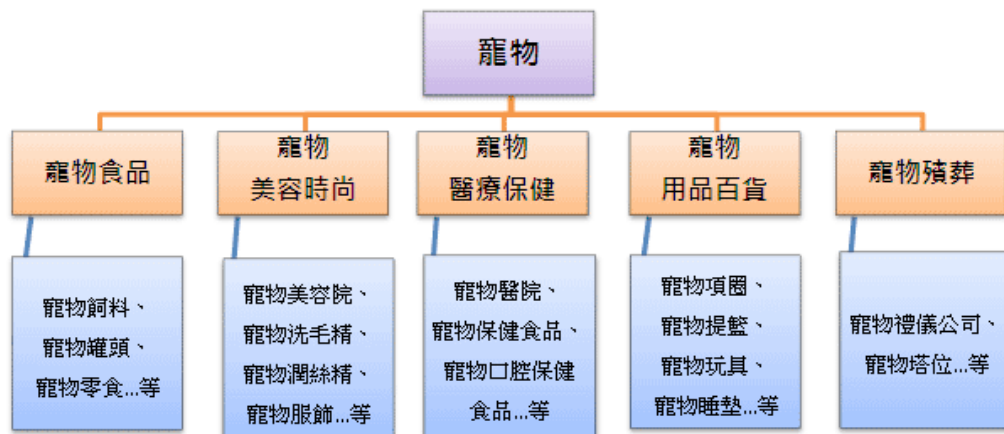 寵物
寵物食品
寵物
美容時尚
寵物
醫療保健
寵物
用品百貨
寵物殯葬
寵物飼料、
寵物罐頭、
寵物零食...等
寵物美容院、
寵物洗毛精、
寵物潤絲精、
寵物服飾...等
寵物醫院、
寵物保健食品、
寵物口腔保健
食品...等
寵物項圈、
寵物提籃、
寵物玩具、
寵物睡墊...等
寵物禮儀公司、
寵物塔位...等